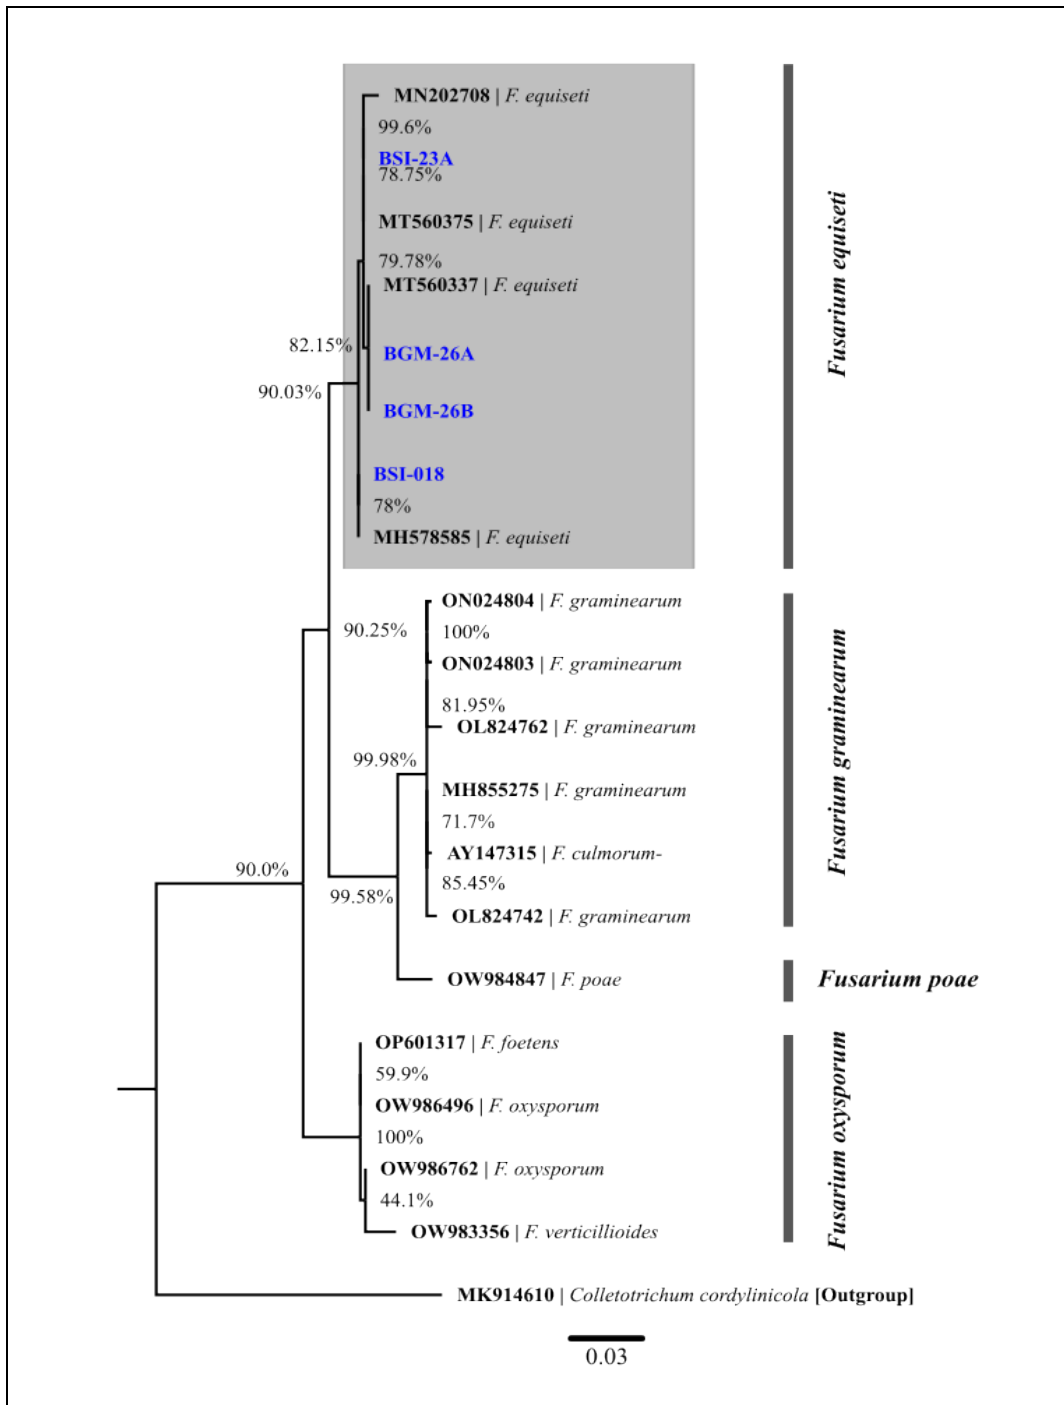 MN202708 | F. equiseti
99.6%
BSI-23A
78.75%
MT560375 | F. equiseti
79.78%
MT560337 | F. equiseti
82.15%
BGM-26A
90.03%
BGM-26B
BSI-018
78%
MH578585 | F. equiseti
Fusarium equiseti
ON024804 | F. graminearum
90.25%
100%
ON024803 | F. graminearum
81.95%
OL824762 | F. graminearum
99.98%
MH855275 | F. graminearum
71.7%
AY147315 | F. culmorum-
90.0%
85.45%
99.58%
OL824742 | F. graminearum
Fusarium graminearum
OW984847 | F. poae
Fusarium poae
OP601317 | F. foetens
59.9%
OW986496 | F. oxysporum
100%
OW986762 | F. oxysporum
44.1%
OW983356 | F. verticillioides
Fusarium oxysporum
MK914610 | Colletotrichum cordylinicola [Outgroup]
0.03